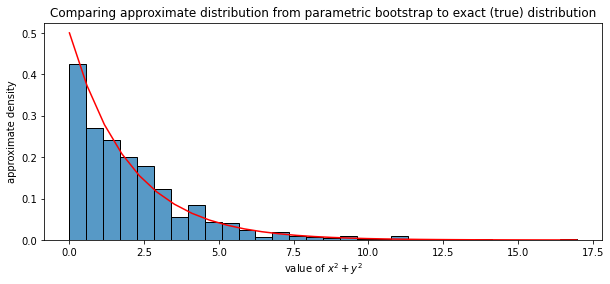 Comparing approximate distribution from parametric bootstrap to exact (true) distribution
approximate density
0.5
0.4
0.3
0.2
0.1
0.0
0.0 2.5 5.0 7.5 10.0 12.5 15.0 17.5
value of x² + y²